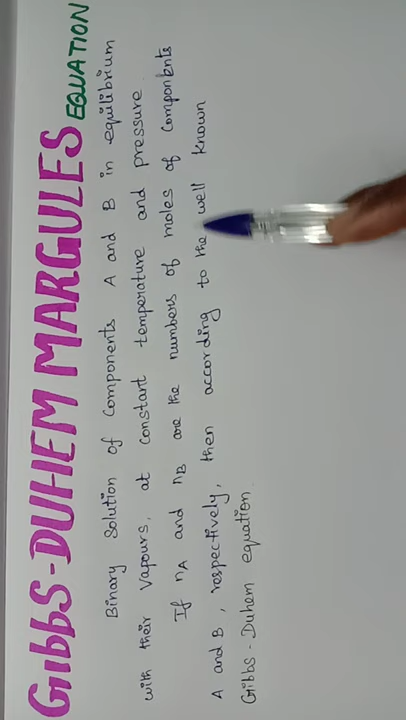 GibbS-DUHEM MARGULES EQUATION
Binary Solution of Components A and B in equilibrium
with their Vapours, at Constant temperature and pressure.
If nA and nB are the numbers of moles of Components
A and B, respectively, then according to the well known
Gibbs-Duhem equation.